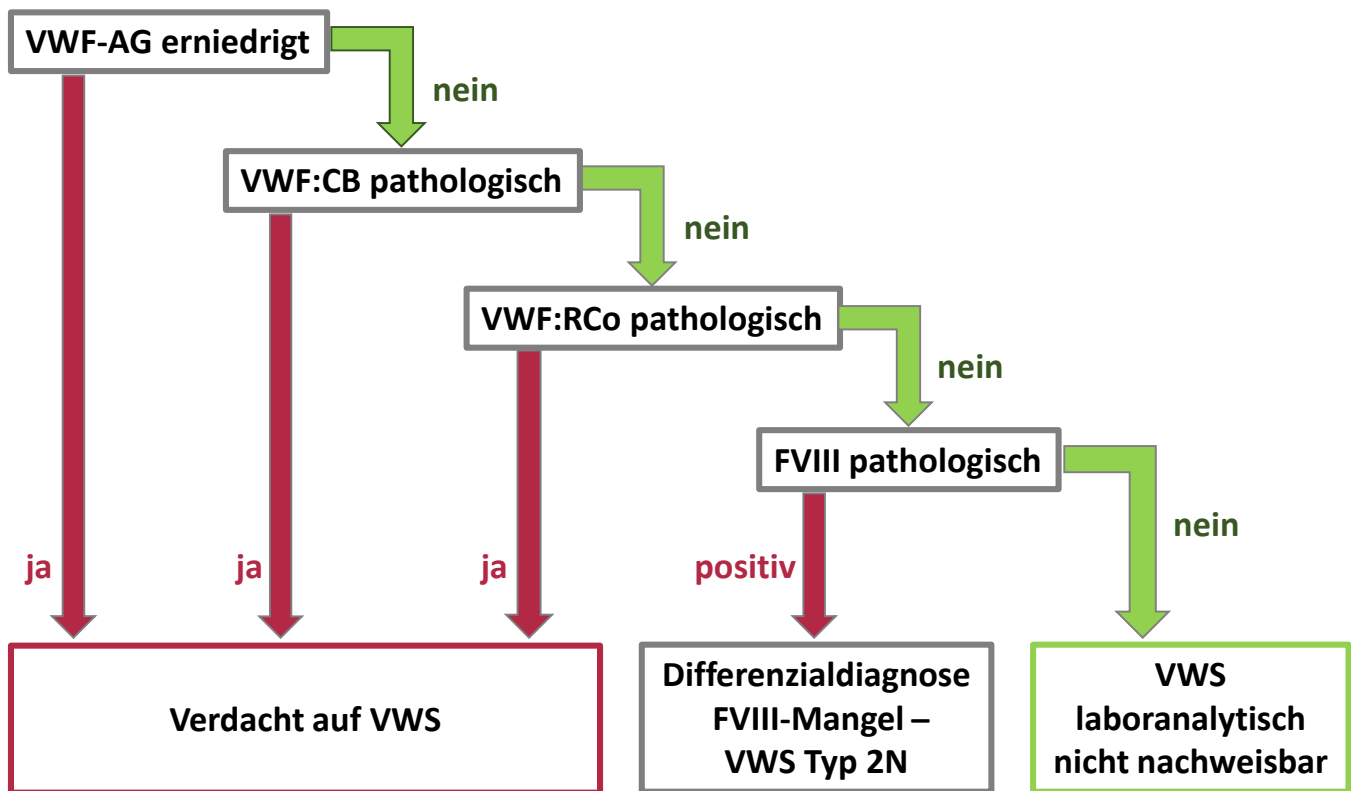 VWF-AG erniedrigt
nein
VWF:CB pathologisch
nein
VWF:RCo pathologisch
nein
FVIII pathologisch
nein
ja
ja
ja
positiv
Verdacht auf VWS
Differenzialdiagnose
FVIII-Mangel –
VWS Typ 2N
VWS
laboranalytisch
nicht nachweisbar